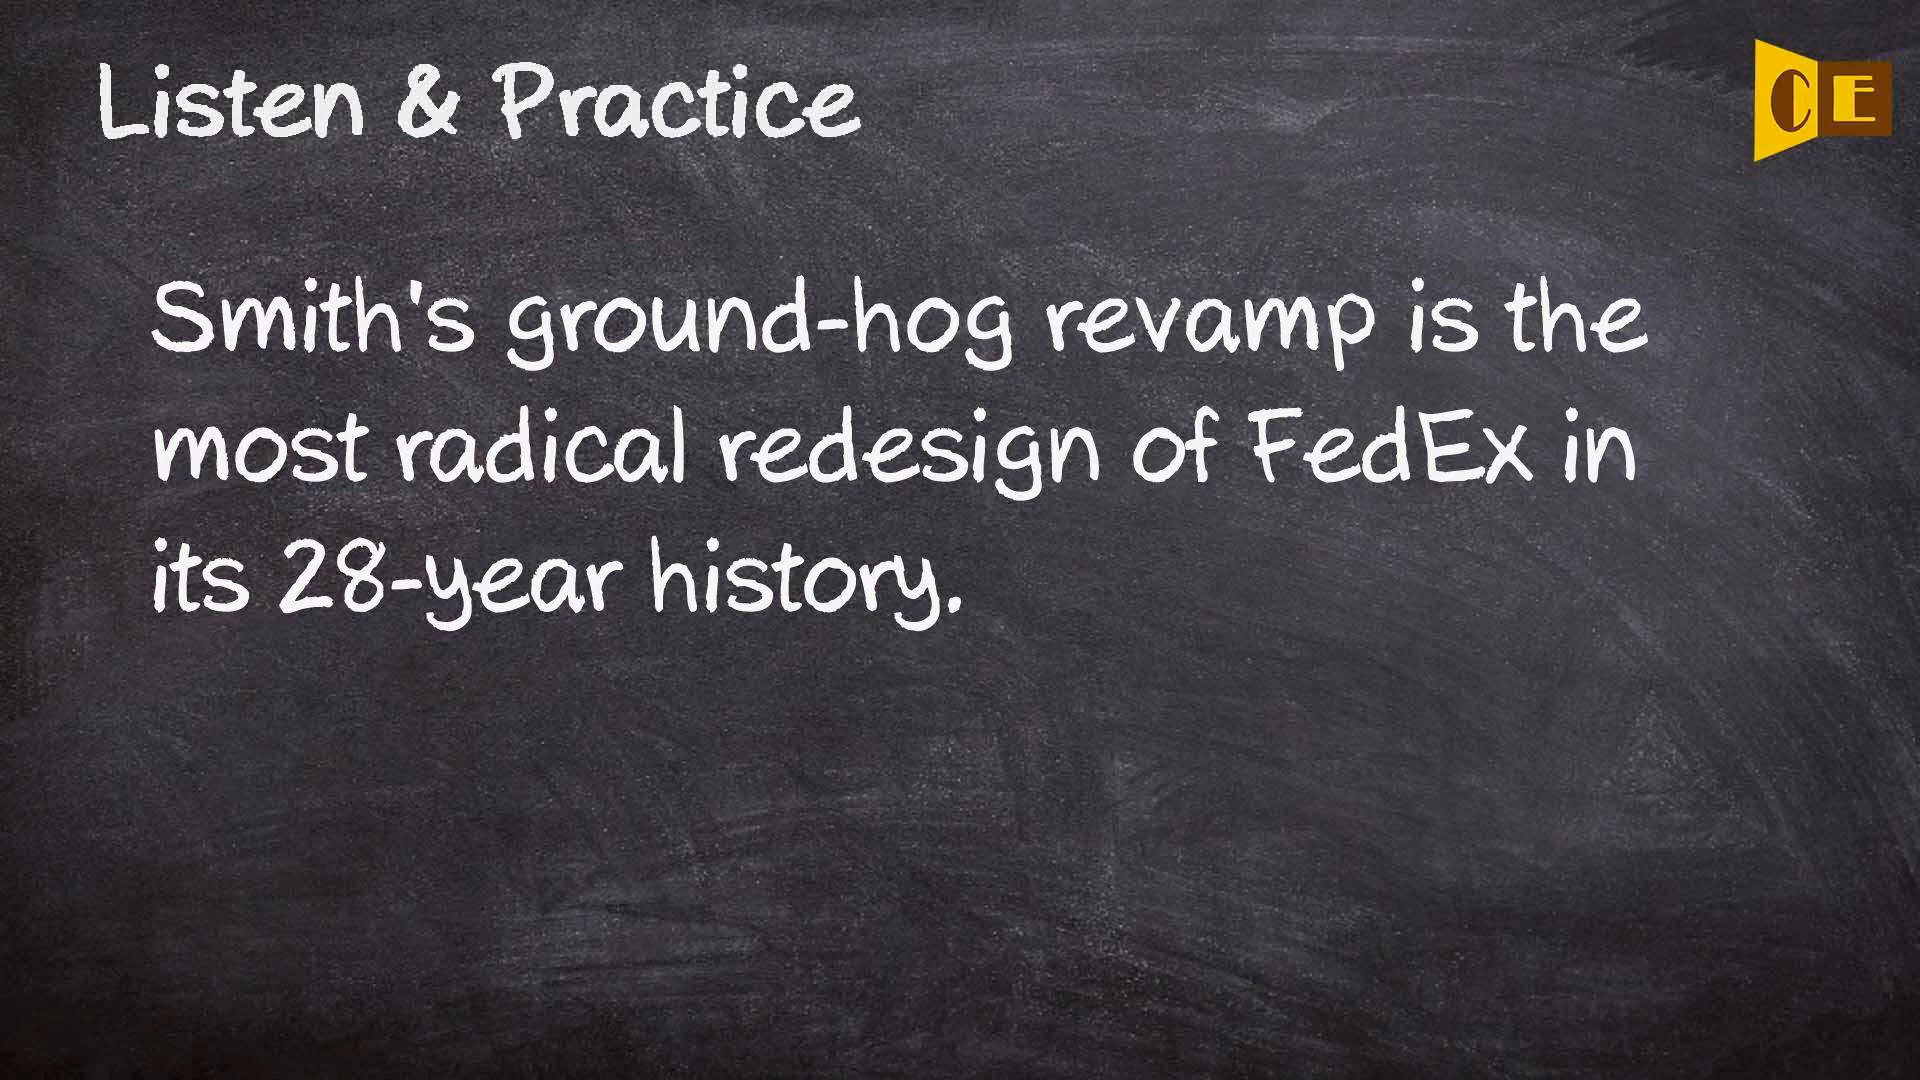 Listen & Practice
CE
Smith's ground-hog revamp is the
most radical redesign of FedEx in
its 28-year history.